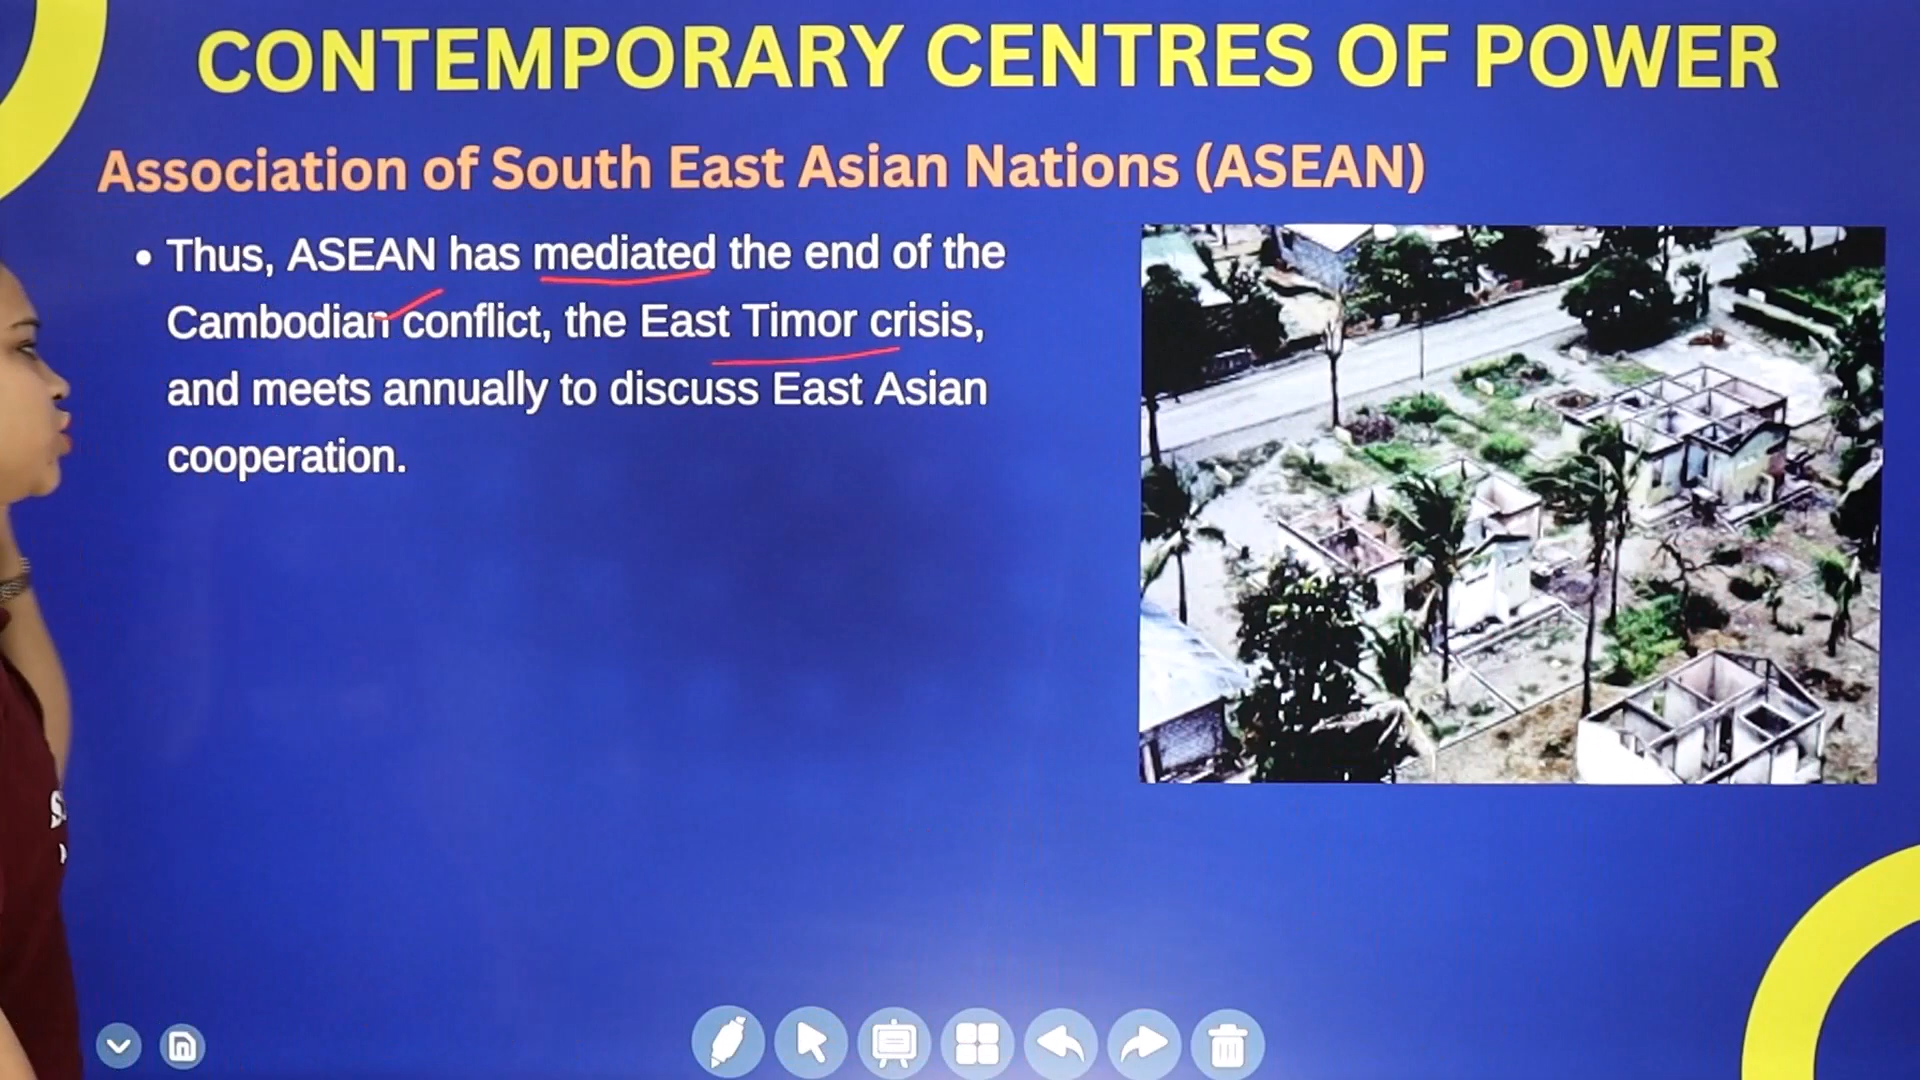 CONTEMPORARY CENTRES OF POWER
Association of South East Asian Nations (ASEAN)
• Thus, ASEAN has mediated the end of the
Cambodian conflict, the East Timor crisis,
and meets annually to discuss East Asian
cooperation.